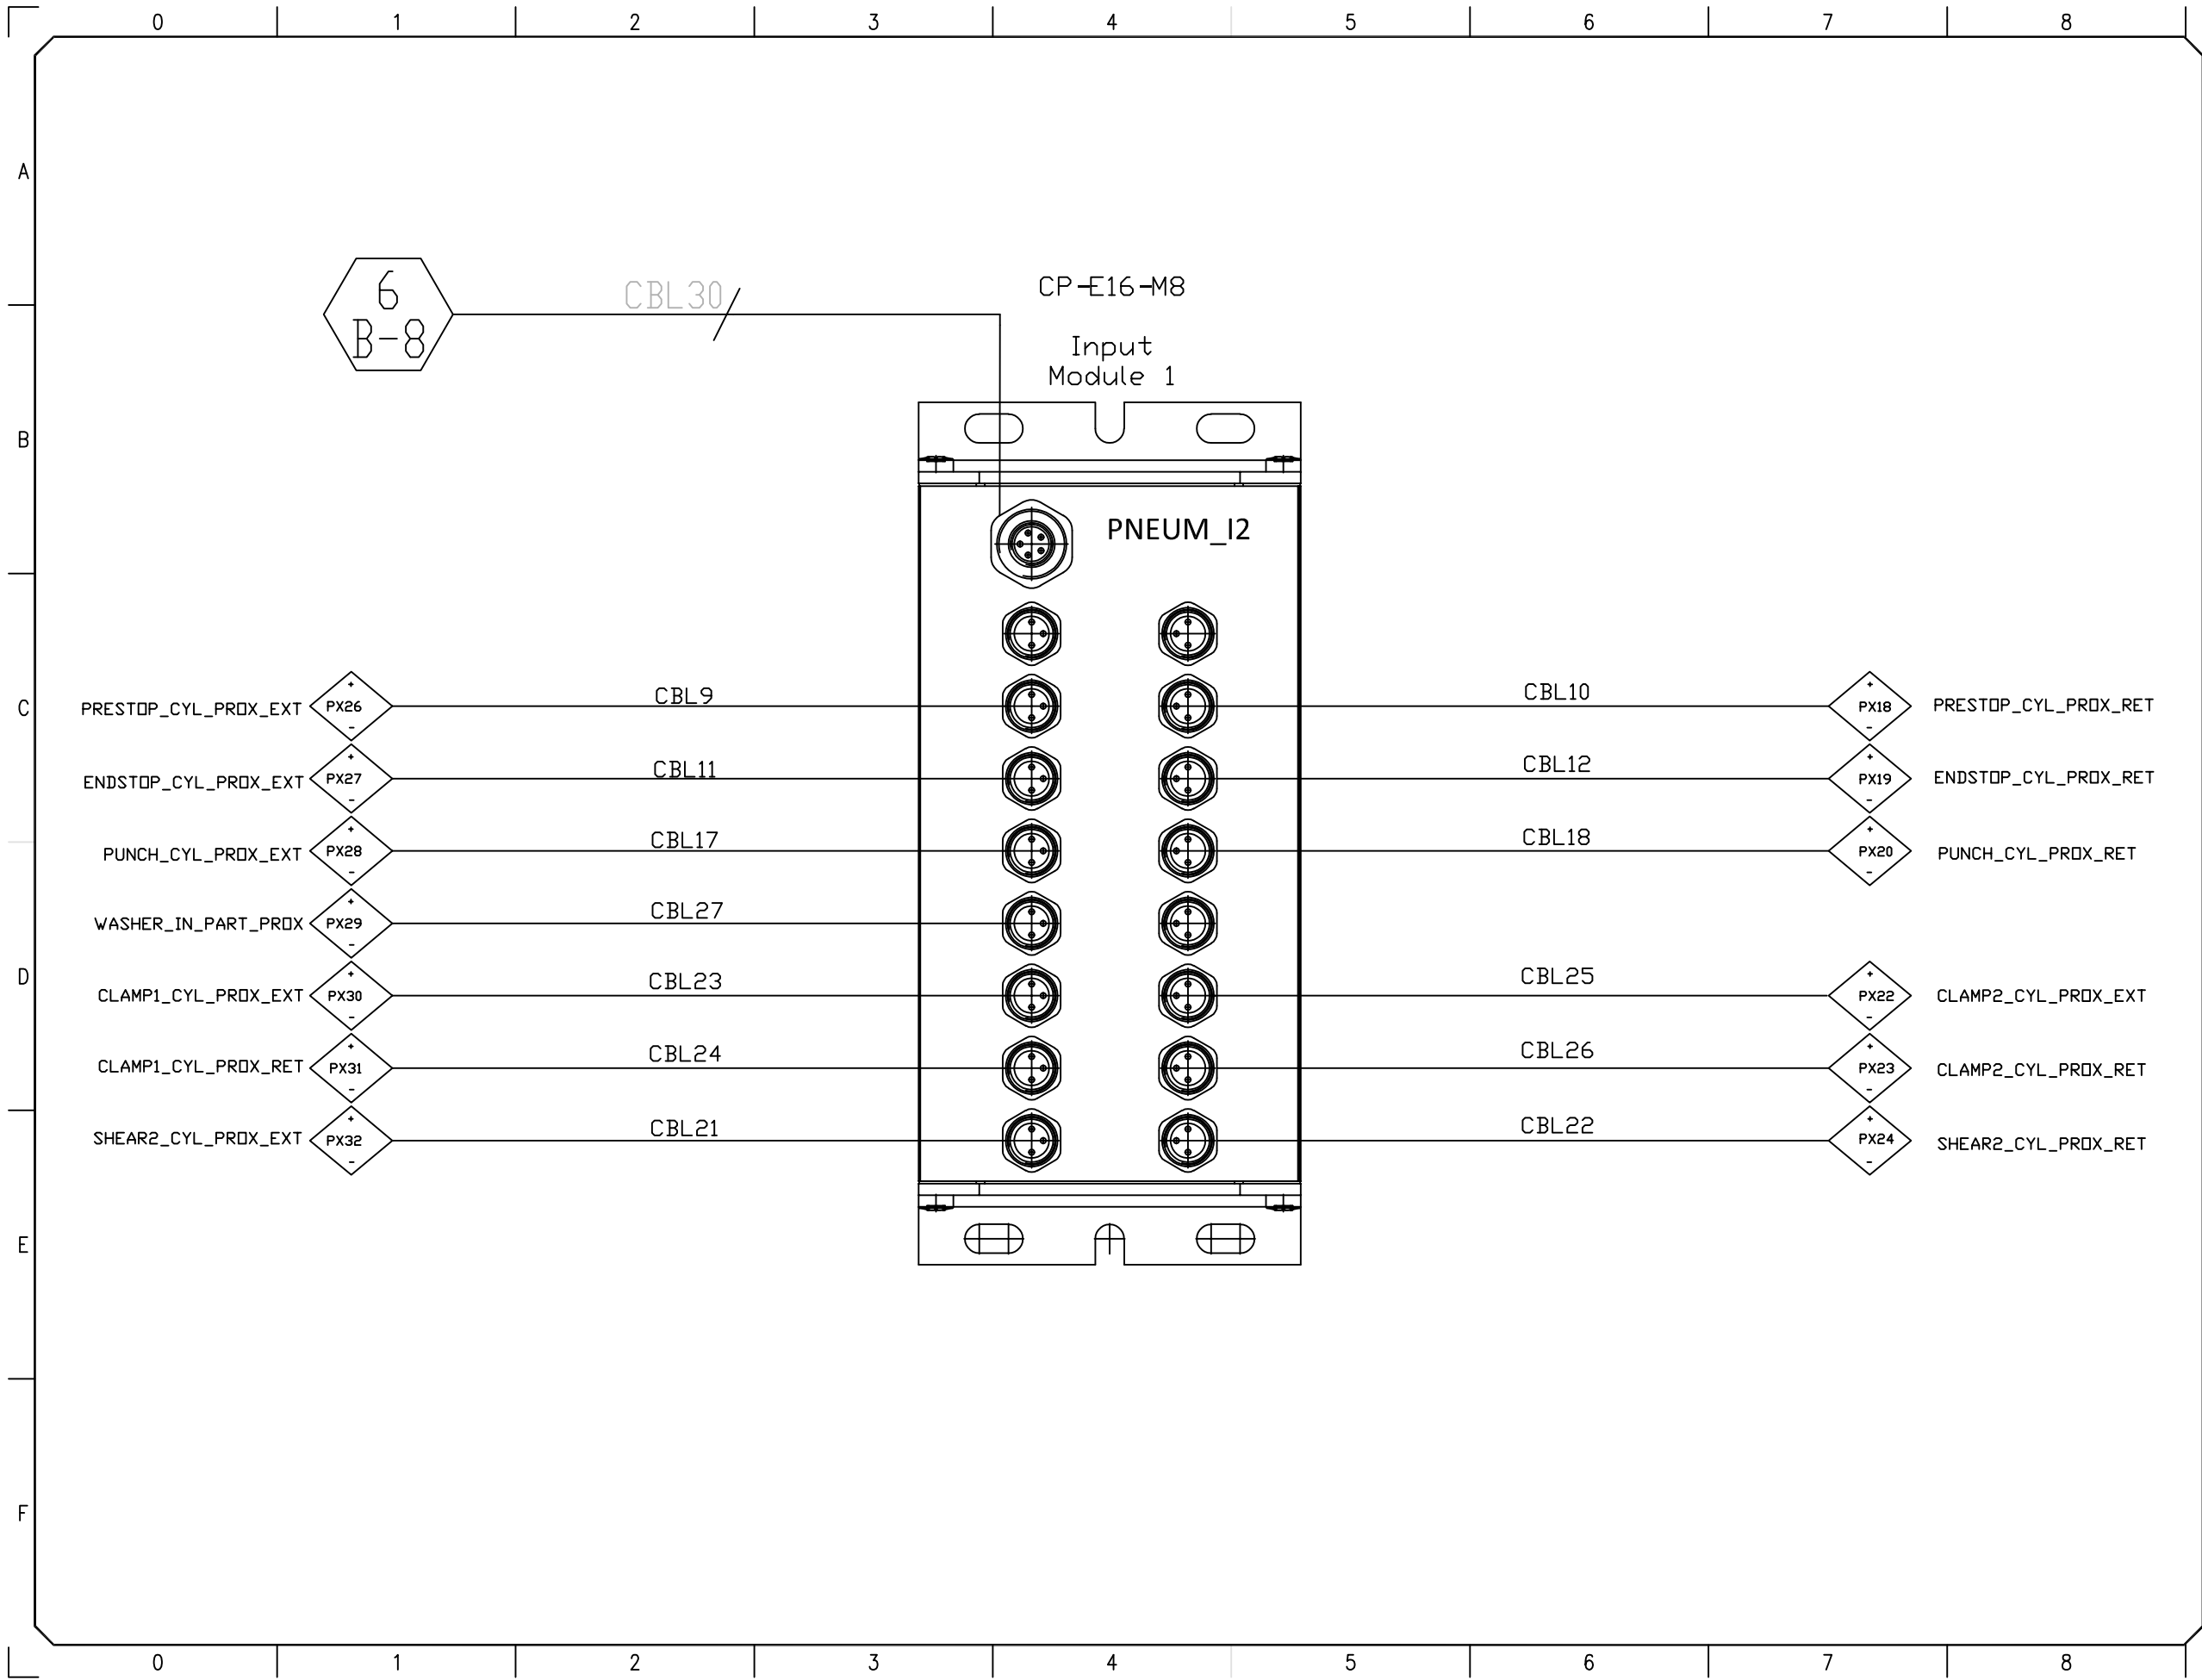 0 1 2 3 4 5 6 7 8
A
6
B-8
CBL30
CP-E16-M8
Input
Module 1
B
PNEUM_I2
C
PRESTOP_CYL_PROX_EXT + PX26 - CBL9 CBL10 + PX18 - PRESTOP_CYL_PROX_RET
ENDSTOP_CYL_PROX_EXT + PX27 - CBL11 CBL12 + PX19 - ENDSTOP_CYL_PROX_RET
PUNCH_CYL_PROX_EXT + PX28 - CBL17 CBL18 + PX20 - PUNCH_CYL_PROX_RET
WASHER_IN_PART_PROX + PX29 - CBL27
D
CLAMP1_CYL_PROX_EXT + PX30 - CBL23 CBL25 + PX22 - CLAMP2_CYL_PROX_EXT
CLAMP1_CYL_PROX_RET + PX31 - CBL24 CBL26 + PX23 - CLAMP2_CYL_PROX_RET
SHEAR2_CYL_PROX_EXT + PX32 - CBL21 CBL22 + PX24 - SHEAR2_CYL_PROX_RET
E
F
0 1 2 3 4 5 6 7 8